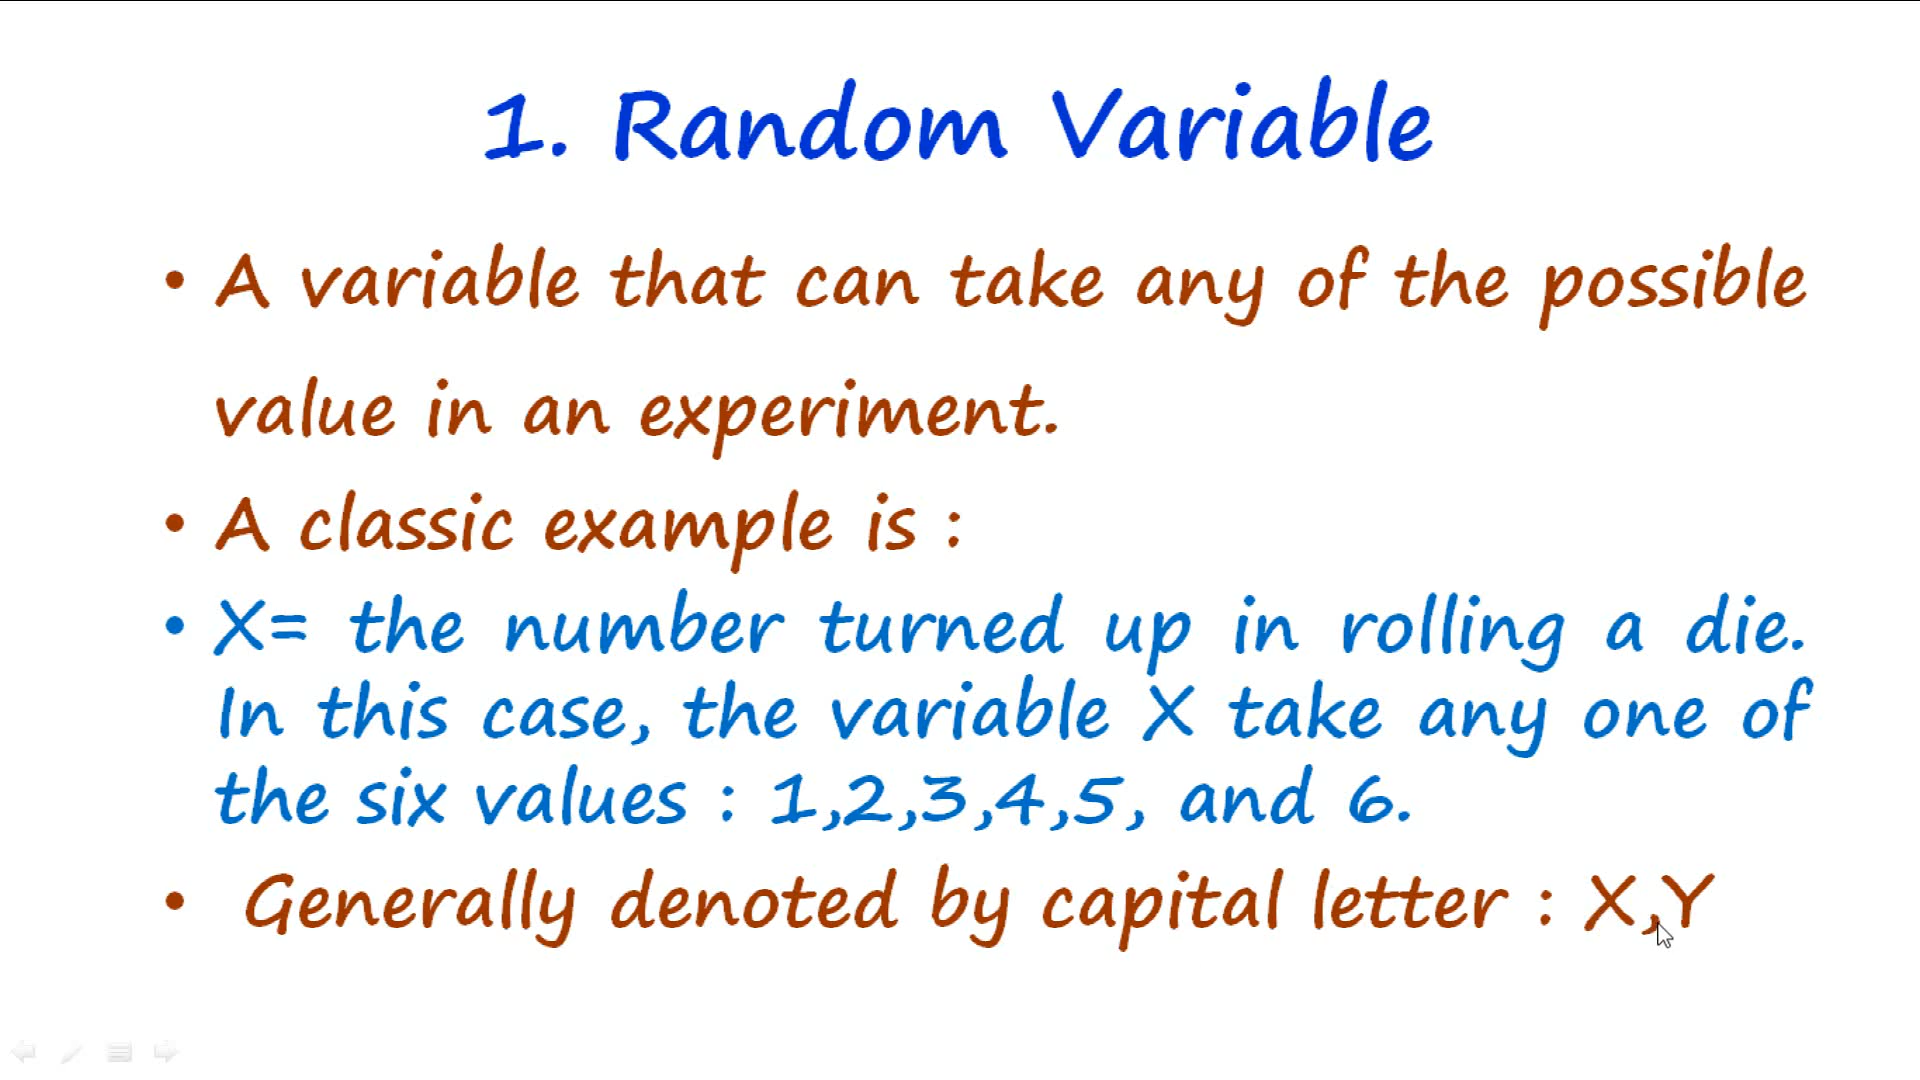 1. Random Variable
• A variable that can take any of the possible
value in an experiment.
• A classic example is :
• X= the number turned up in rolling a die.
In this case, the variable X take any one of
the six values : 1,2,3,4,5, and 6.
• Generally denoted by capital letter : X,Y